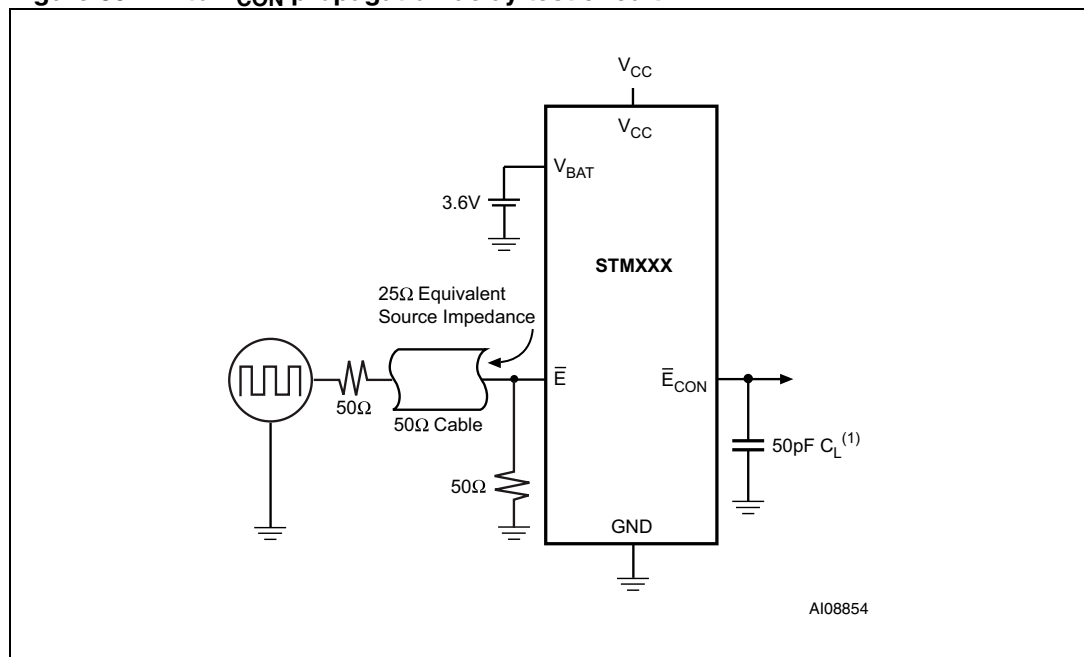 V_CC
V_CC
V_BAT
3.6V
STMXXX
25Ω Equivalent
Source Impedance
E̅
E̅_CON
50Ω
50Ω Cable
50pF C_L^(1)
50Ω
GND
AI08854